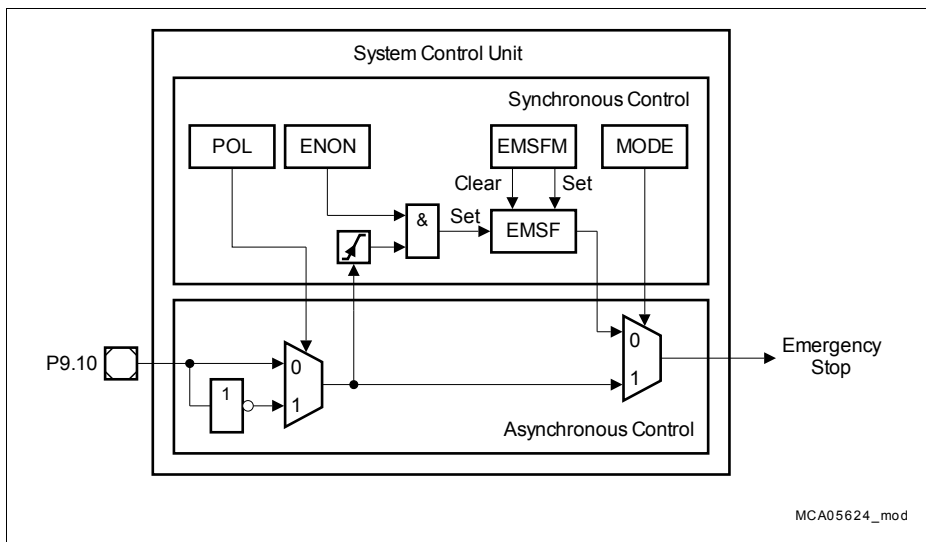 System Control Unit
Synchronous Control
POL
ENON
EMSFM
MODE
Clear
Set
&
Set
EMSF
P9.10
0
1
1
0
1
Emergency
Stop
Asynchronous Control
MCA05624_mod